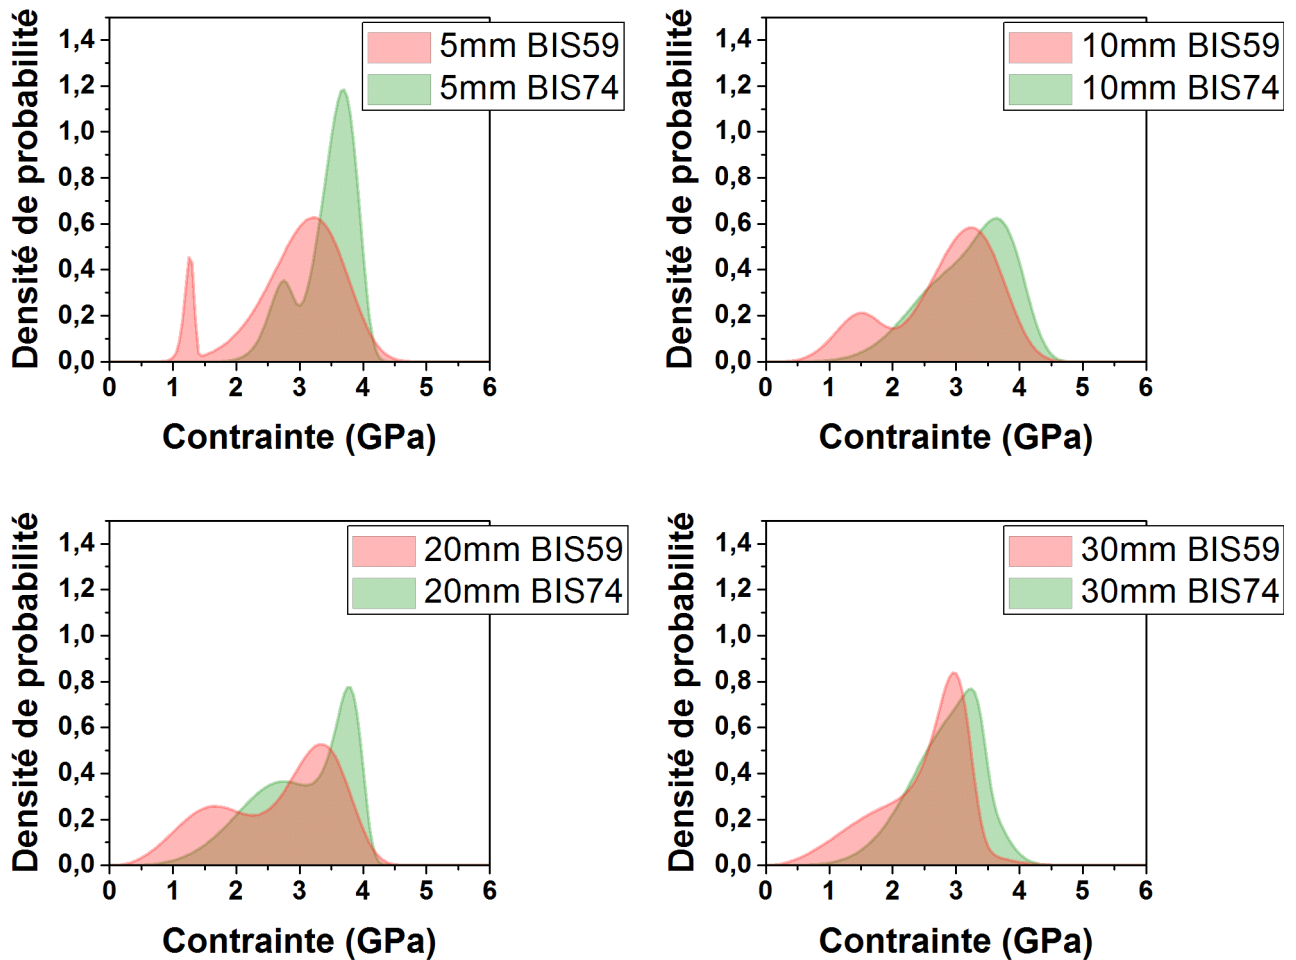 Densité de probabilité
1,4
1,2
1,0
0,8
0,6
0,4
0,2
0,0
5mm BIS59
5mm BIS74
0 1 2 3 4 5 6
Contrainte (GPa)
Densité de probabilité
1,4
1,2
1,0
0,8
0,6
0,4
0,2
0,0
10mm BIS59
10mm BIS74
0 1 2 3 4 5 6
Contrainte (GPa)
Densité de probabilité
1,4
1,2
1,0
0,8
0,6
0,4
0,2
0,0
20mm BIS59
20mm BIS74
0 1 2 3 4 5 6
Contrainte (GPa)
Densité de probabilité
1,4
1,2
1,0
0,8
0,6
0,4
0,2
0,0
30mm BIS59
30mm BIS74
0 1 2 3 4 5 6
Contrainte (GPa)